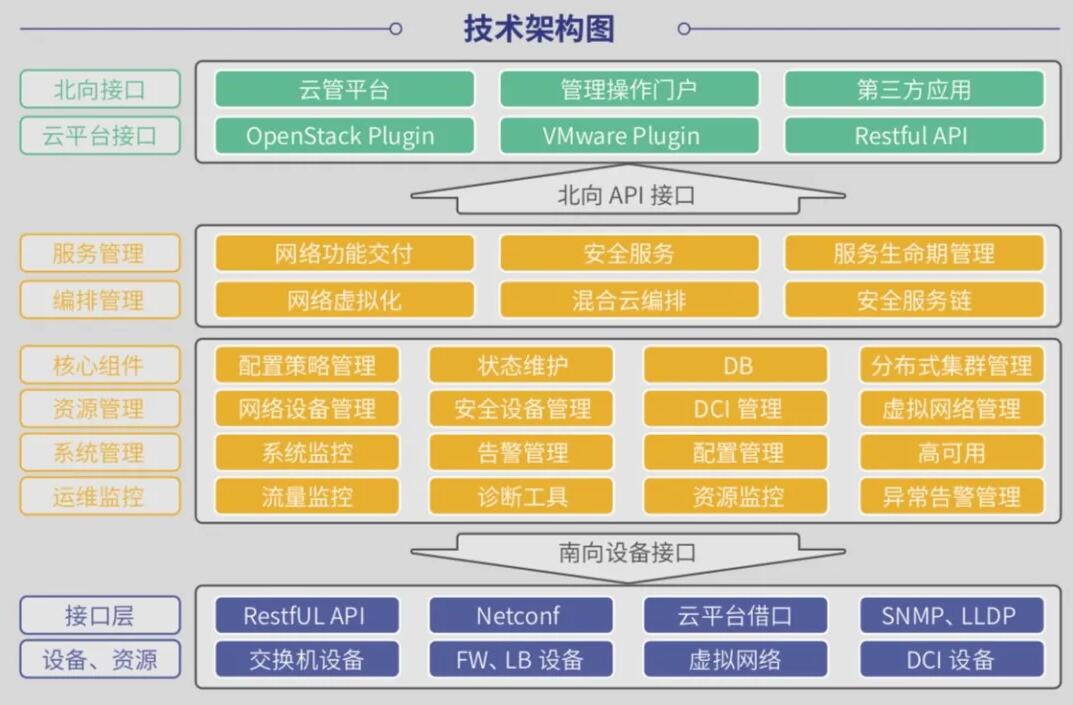 技术架构图
北向接口 云管平台 管理操作门户 第三方应用
云平台接口 OpenStack Plugin VMware Plugin Restful API
北向 API 接口
服务管理 网络功能交付 安全服务 服务生命期管理
编排管理 网络虚拟化 混合云编排 安全服务链
核心组件 配置策略管理 状态维护 DB 分布式集群管理
资源管理 网络设备管理 安全设备管理 DCI 管理 虚拟网络管理
系统管理 系统监控 告警管理 配置管理 高可用
运维监控 流量监控 诊断工具 资源监控 异常告警管理
南向设备接口
接口层 RestfUL API Netconf 云平台借口 SNMP、LLDP
设备、资源 交换机设备 FW、LB 设备 虚拟网络 DCI 设备